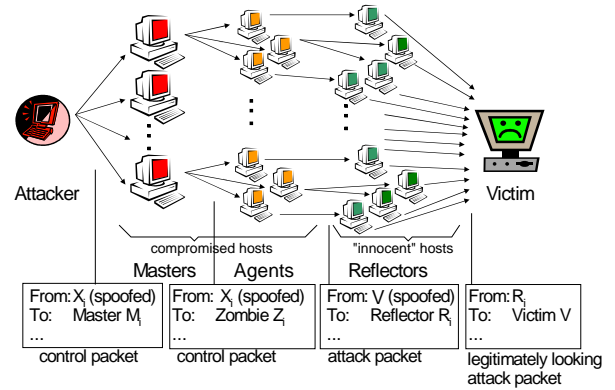 Attacker
Victim
compromised hosts
"innocent" hosts
Masters
Agents
Reflectors
From: Xi (spoofed)
To: Master Mi
...
control packet
From: Xi (spoofed)
To: Zombie Zi
...
control packet
From: V (spoofed)
To: Reflector Ri
...
attack packet
From: Ri
To: Victim V
...
legitimately looking
attack packet